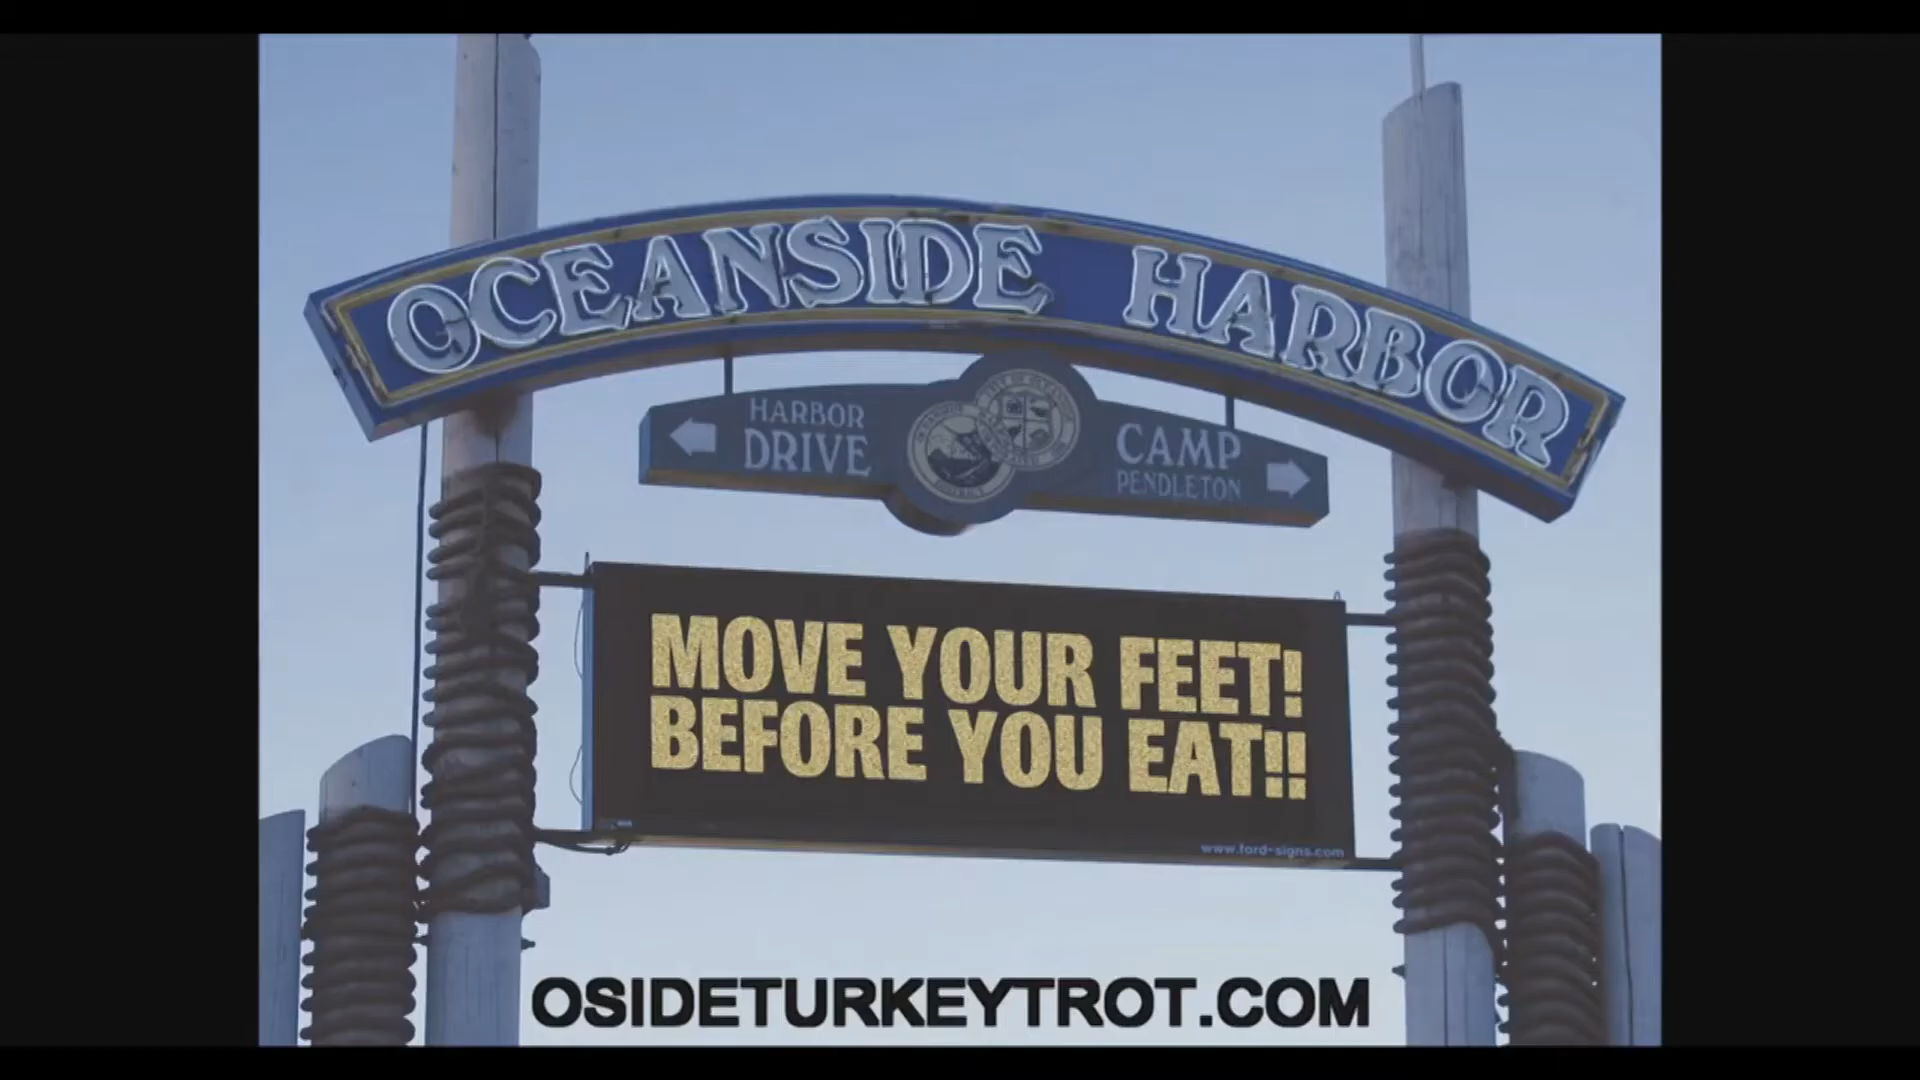 OCEANSIDE HARBOR
HARBOR
DRIVE
CAMP
PENDLETON
MOVE YOUR FEET!
BEFORE YOU EAT!!
www.ford-signs.com
OSIDETURKEYTROT.COM